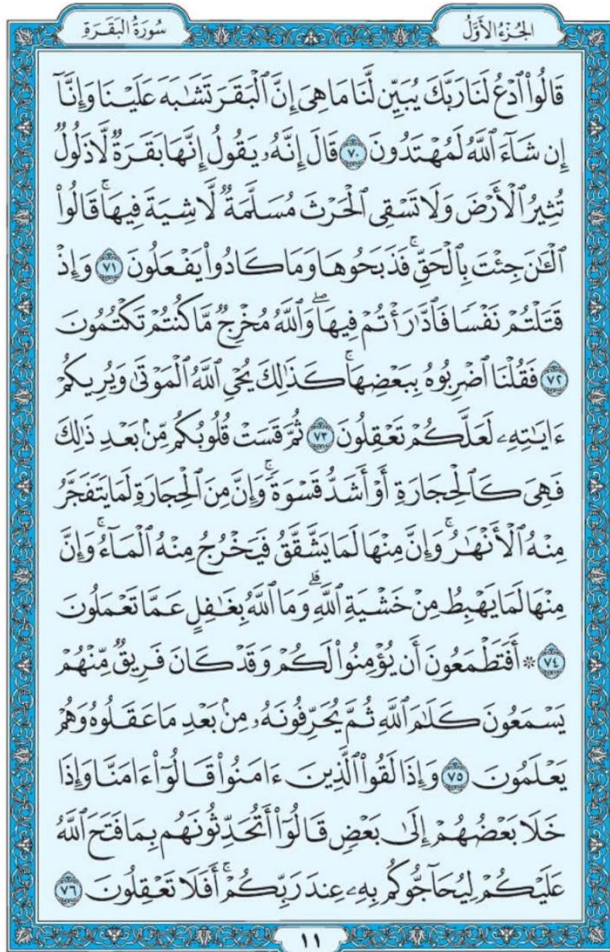 الجُزْءُ الأَوَّلُ
سُورَةُ البَقَرَةِ
قَالُوا۟ ٱدْعُ لَنَا رَبَّكَ يُبَيِّن لَّنَا مَا هِىَ إِنَّ ٱلْبَقَرَ تَشَٰبَهَ عَلَيْنَا وَإِنَّآ
إِن شَآءَ ٱللَّهُ لَمُهْتَدُونَ ٧٠ قَالَ إِنَّهُۥ يَقُولُ إِنَّهَا بَقَرَةٌ لَّا ذَلُولٌ
تُثِيرُ ٱلْأَرْضَ وَلَا تَسْقِى ٱلْحَرْثَ مُسَلَّمَةٌ لَّا شِيَةَ فِيهَا ۚ قَالُوا۟
ٱلْـَٰٔنَ جِئْتَ بِٱلْحَقِّ ۚ فَذَبَحُوهَا وَمَا كَادُوا۟ يَفْعَلُونَ ٧١ وَإِذْ
قَتَلْتُمْ نَفْسًا فَٱدَّٰرَْٰٔتُمْ فِيهَا ۖ وَٱللَّهُ مُخْرِجٌ مَّا كُنتُمْ تَكْتُمُونَ
٧٢ فَقُلْنَا ٱضْرِبُوهُ بِبَعْضِهَا ۚ كَذَٰلِكَ يُحْىِ ٱللَّهُ ٱلْمَوْتَىٰ وَيُرِيكُمْ
ءَايَٰتِهِۦ لَعَلَّكُمْ تَعْقِلُونَ ٧٣ ثُمَّ قَسَتْ قُلُوبُكُم مِّنۢ بَعْدِ ذَٰلِكَ
فَهِىَ كَٱلْحِجَارَةِ أَوْ أَشَدُّ قَسْوَةً ۚ وَإِنَّ مِنَ ٱلْحِجَارَةِ لَمَا يَتَفَجَّرُ
مِنْهُ ٱلْأَنْهَٰرُ ۚ وَإِنَّ مِنْهَا لَمَا يَشَّقَّقُ فَيَخْرُجُ مِنْهُ ٱلْمَآءُ ۚ وَإِنَّ
مِنْهَا لَمَا يَهْبِطُ مِنْ خَشْيَةِ ٱللَّهِ ۗ وَمَا ٱللَّهُ بِغَٰفِلٍ عَمَّا تَعْمَلُونَ
٧٤ ۞ أَفَتَطْمَعُونَ أَن يُؤْمِنُوا۟ لَكُمْ وَقَدْ كَانَ فَرِيقٌ مِّنْهُمْ
يَسْمَعُونَ كَلَٰمَ ٱللَّهِ ثُمَّ يُحَرِّفُونَهُۥ مِنۢ بَعْدِ مَا عَقَلُوهُ وَهُمْ
يَعْلَمُونَ ٧٥ وَإِذَا لَقُوا۟ ٱلَّذِينَ ءَامَنُوا۟ قَالُوٓا۟ ءَامَنَّا وَإِذَا
خَلَا بَعْضُهُمْ إِلَىٰ بَعْضٍ قَالُوٓا۟ أَتُحَدِّثُونَهُم بِمَا فَتَحَ ٱللَّهُ
عَلَيْكُمْ لِيُحَآجُّوكُم بِهِۦ عِندَ رَبِّكُمْ ۚ أَفَلَا تَعْقِلُونَ ٧٦
١١